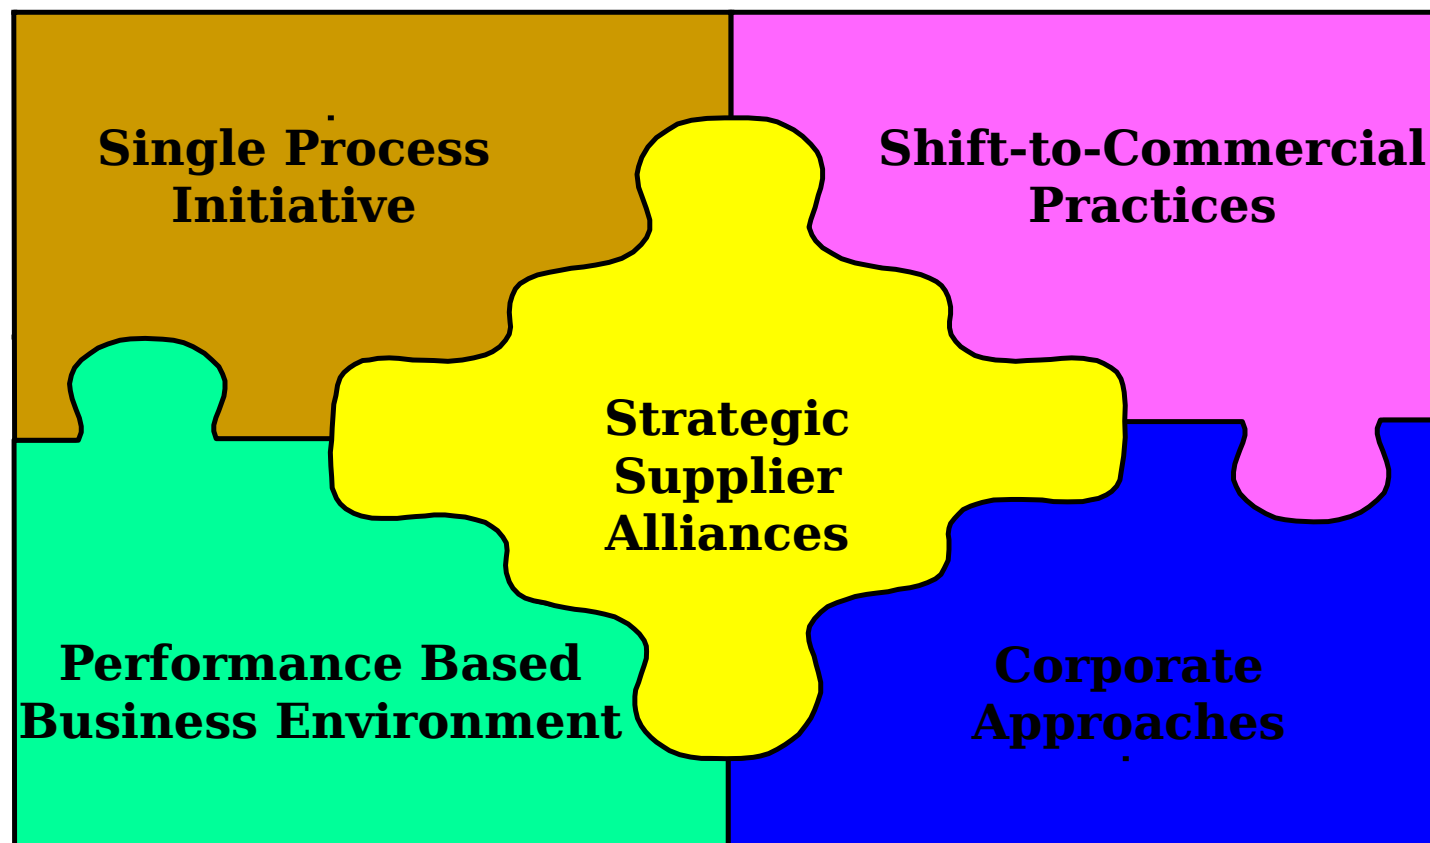 Single Process
Initiative
Shift-to-Commercial
Practices
Strategic
Supplier
Alliances
Performance Based
Business Environment
Corporate
Approaches